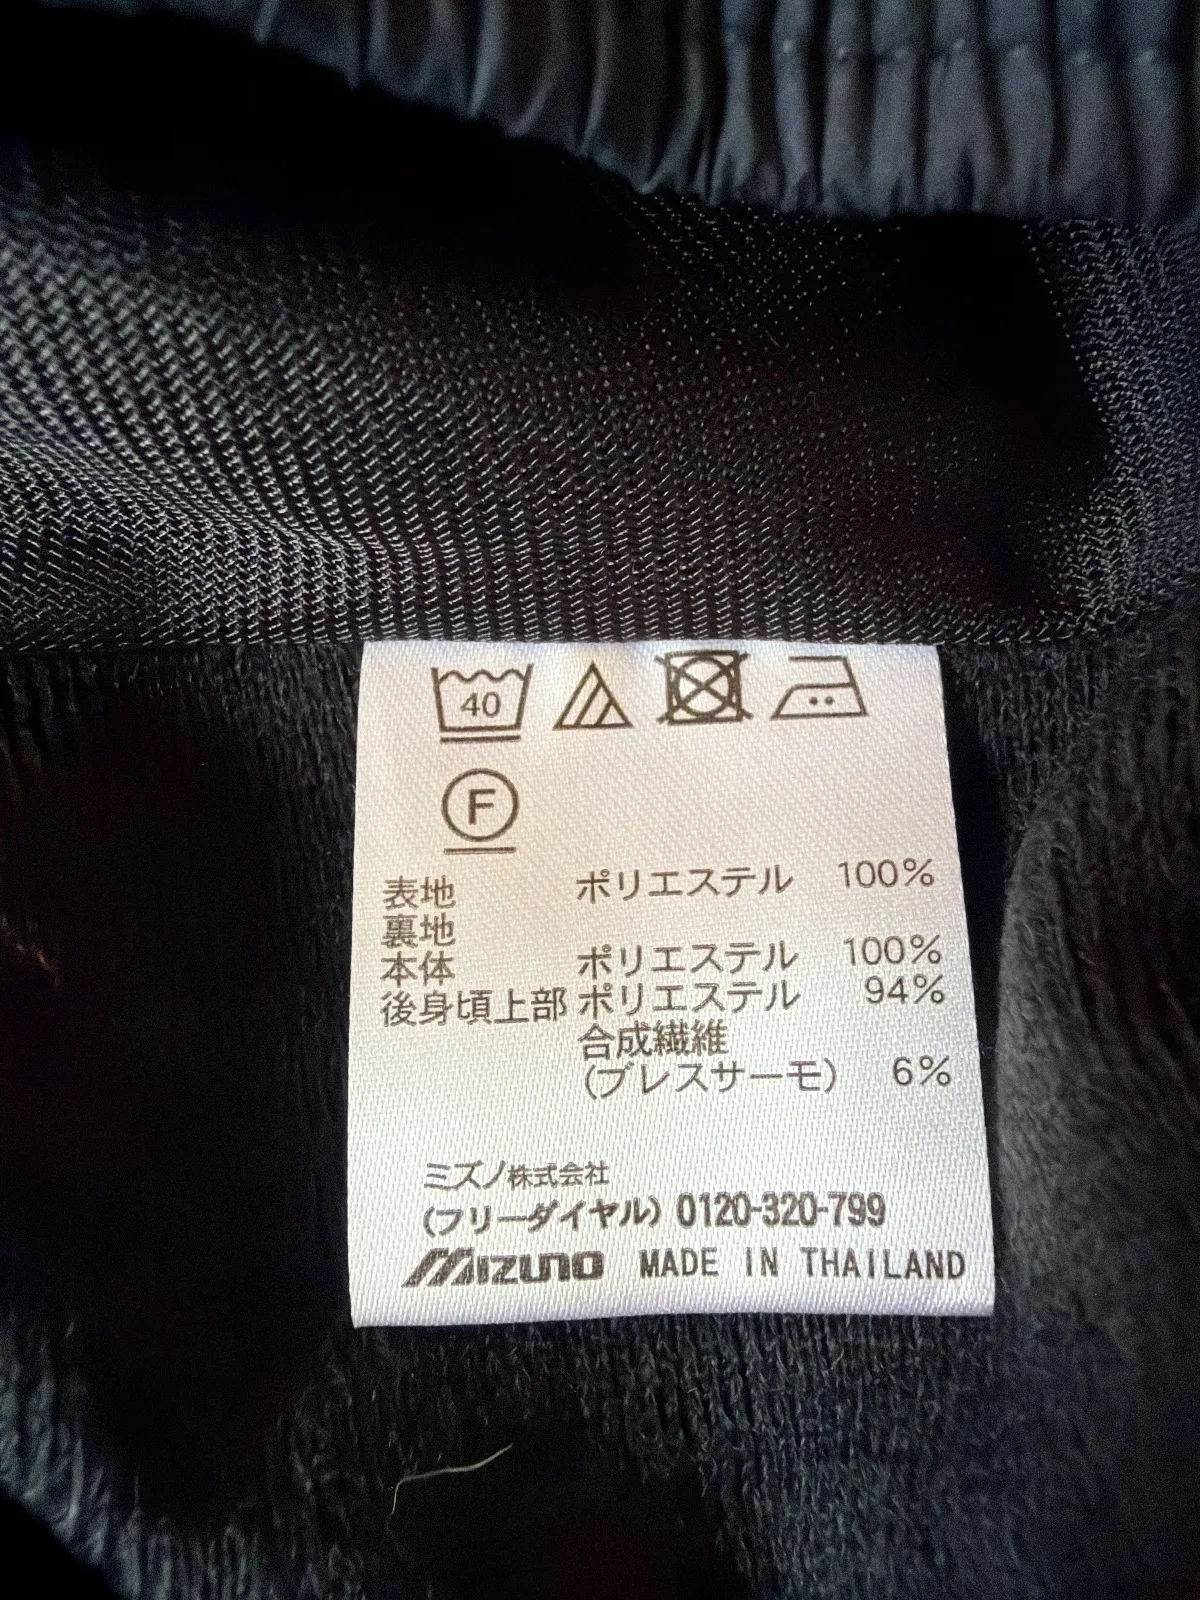 40
F
表地 ポリエステル 100%
裏地
本体 ポリエステル 100%
後身頃上部 ポリエステル 94%
合成繊維
(ブレスサーモ) 6%
ミズノ株式会社
(フリーダイヤル) 0120-320-799
MIZUNO MADE IN THAILAND